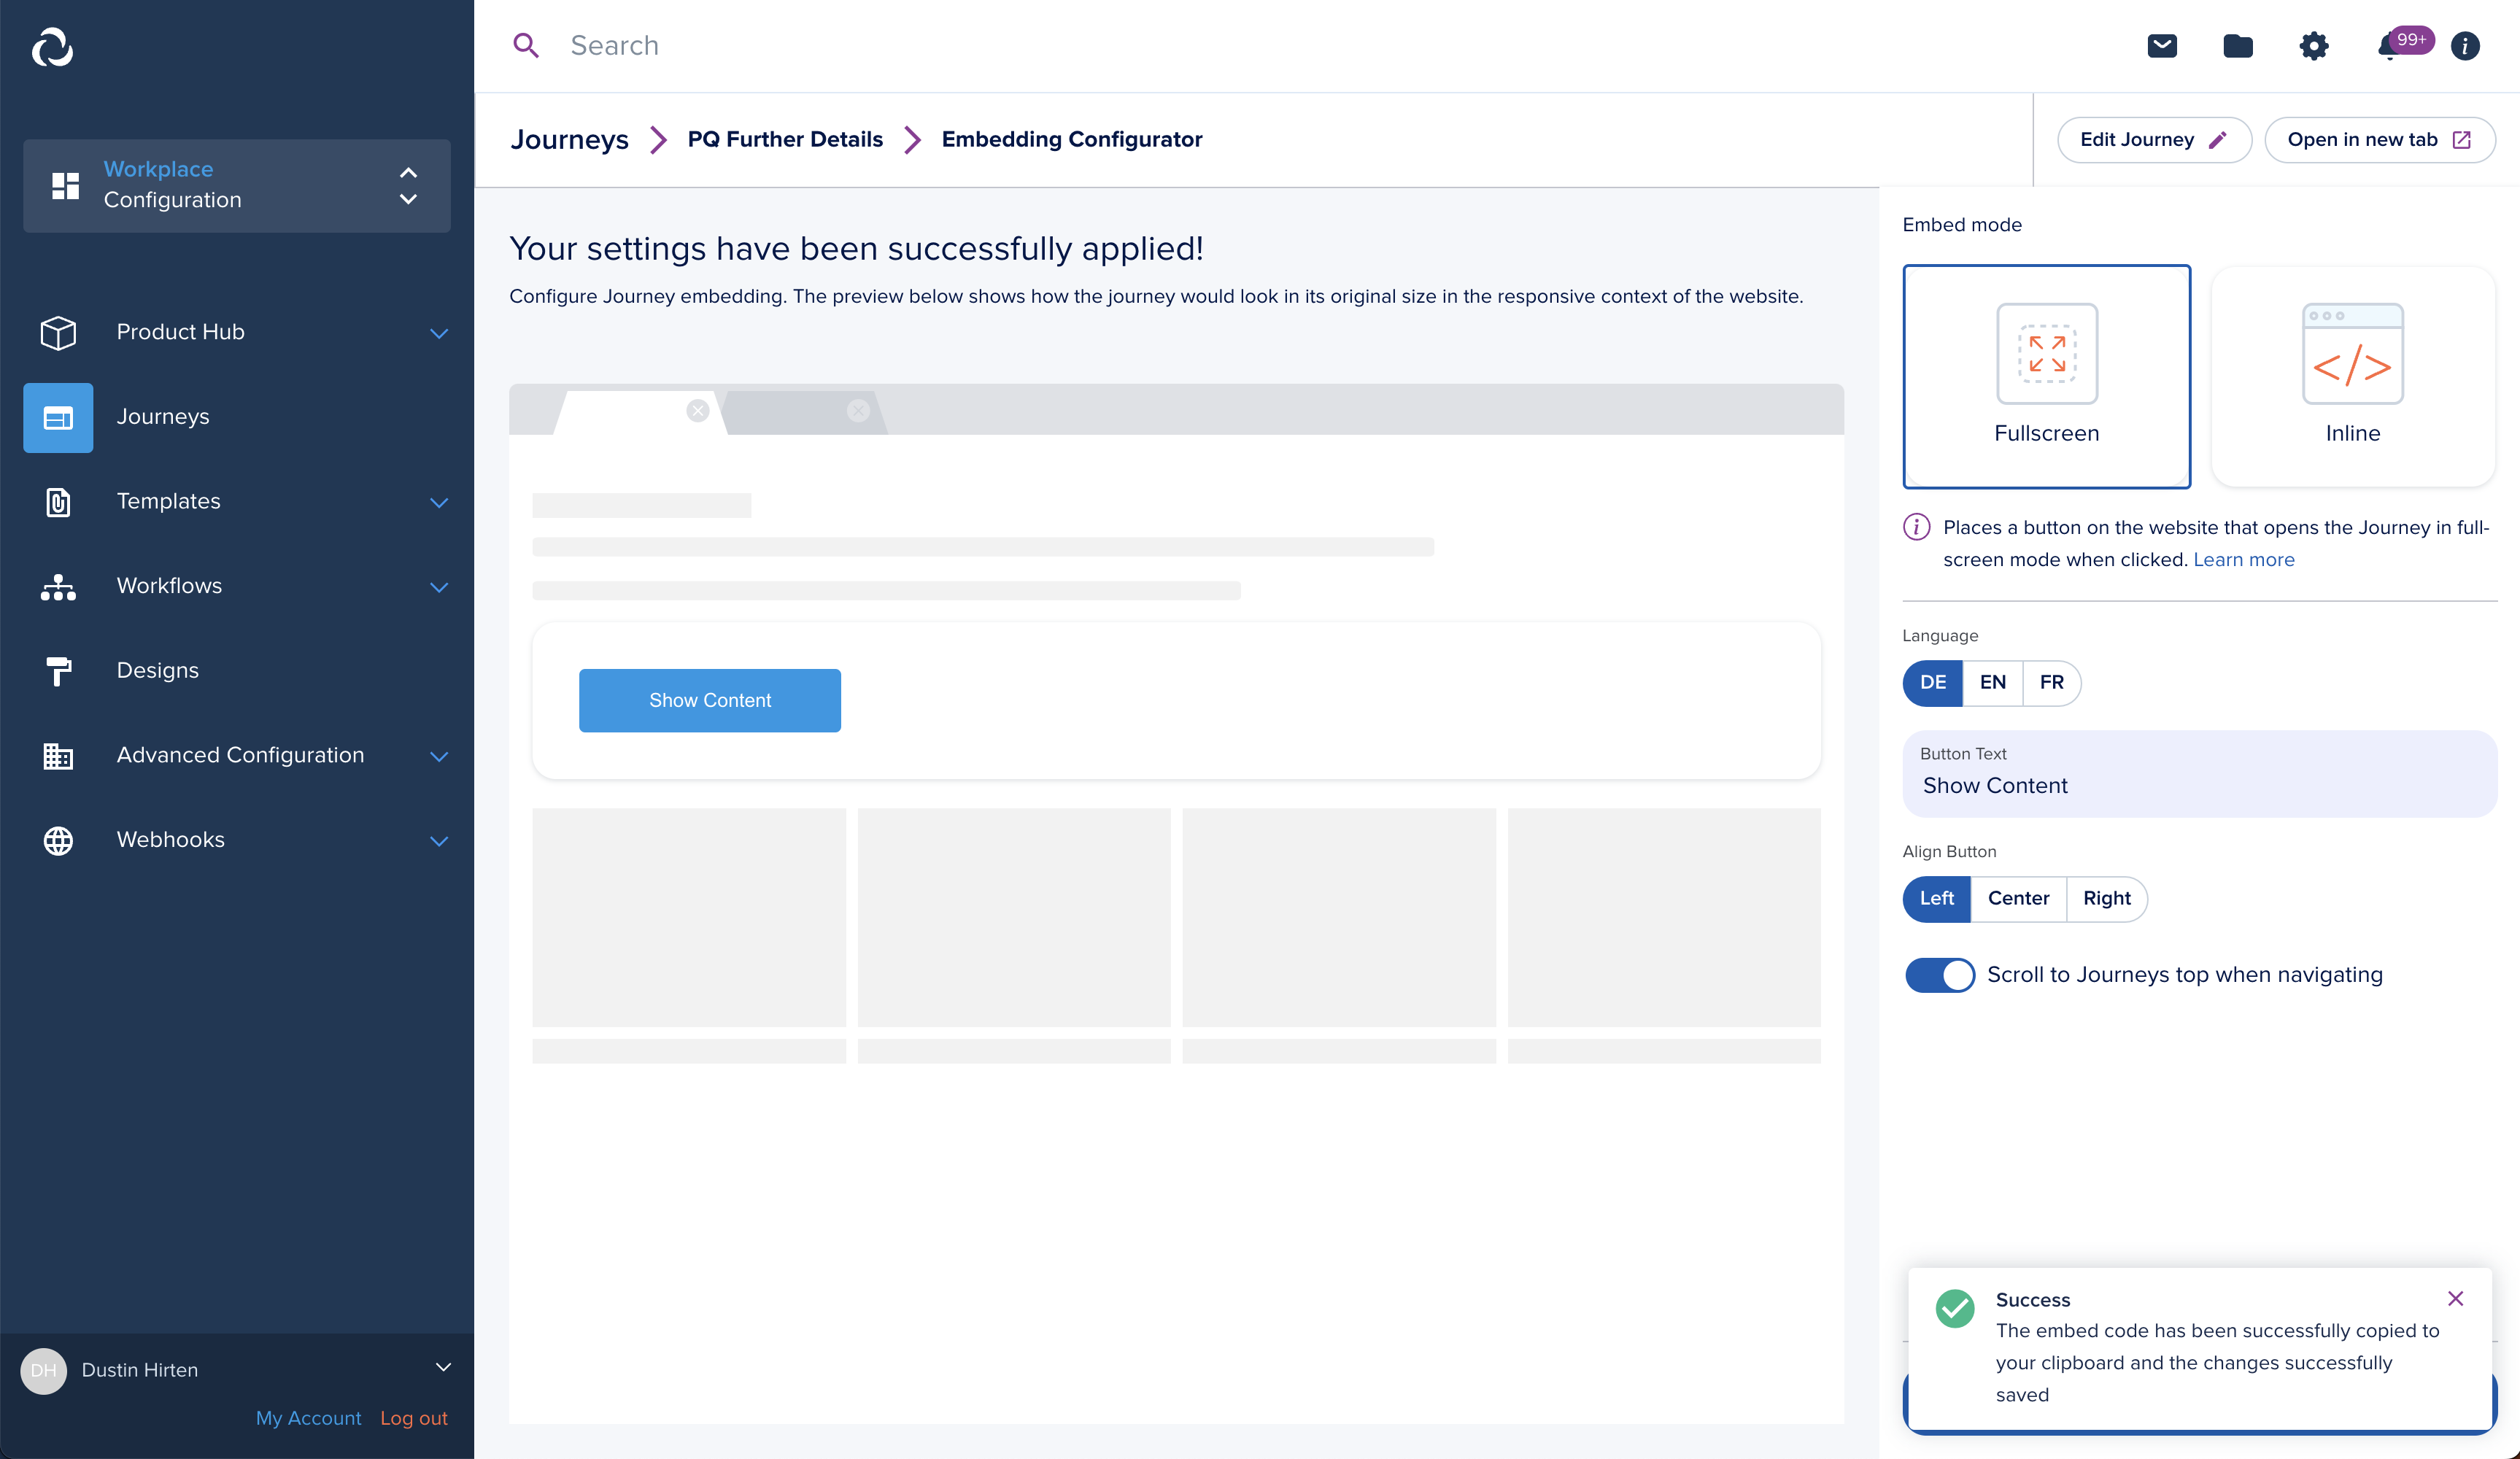 Search
99+
Workplace
Configuration
Product Hub
Journeys
Templates
Workflows
Designs
Advanced Configuration
Webhooks
DH
Dustin Hirten
My Account
Log out
Journeys
PQ Further Details
Embedding Configurator
Edit Journey
Open in new tab
Your settings have been successfully applied!
Configure Journey embedding. The preview below shows how the journey would look in its original size in the responsive context of the website.
Show Content
Embed mode
Fullscreen
Inline
Places a button on the website that opens the Journey in full-
screen mode when clicked. Learn more
Language
DE
EN
FR
Button Text
Show Content
Align Button
Left
Center
Right
Scroll to Journeys top when navigating
Success
The embed code has been successfully copied to
your clipboard and the changes successfully
saved